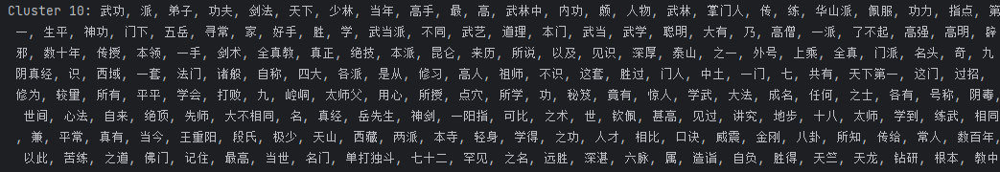 Cluster 10: 武功, 派, 弟子, 功夫, 剑法, 天下, 少林, 当年, 高手, 最, 高, 武林中, 内功, 颇, 人物, 武林, 掌门人, 传, 练, 华山派, 佩服, 功力, 指点, 第
一, 生平, 神功, 门下, 五岳, 寻常, 家, 好手, 胜, 学, 武当派, 不同, 武艺, 道理, 本门, 武当, 武学, 聪明, 大有, 乃, 高僧, 一派, 了不起, 高强, 高明, 辟
邪, 数十年, 传授, 本领, 一手, 剑术, 全真教, 真正, 绝技, 本派, 昆仑, 来历, 所说, 以及, 见识, 深厚, 泰山, 之一, 外号, 上乘, 全真, 门派, 名头, 奇, 九
阴真经, 识, 西域, 一套, 法门, 诸般, 自称, 四大, 各派, 是从, 修习, 高人, 祖师, 不识, 这套, 胜过, 门人, 中土, 一门, 七, 共有, 天下第一, 这门, 过招,
修为, 较量, 所有, 平平, 学会, 打败, 九, 崆峒, 太师父, 用心, 所授, 点穴, 所学, 功, 秘笈, 竟有, 惊人, 学武, 大法, 成名, 任何, 之士, 各有, 号称, 阴毒,
世间, 心法, 自来, 绝顶, 先师, 大不相同, 名, 真经, 岳先生, 神剑, 一阳指, 可比, 之术, 世, 钦佩, 甚高, 见过, 讲究, 地步, 十八, 太师, 学到, 练武, 相同
, 兼, 平常, 真有, 当今, 王重阳, 段氏, 极少, 天山, 西藏, 两派, 本寺, 轻身, 学得, 之功, 人才, 相比, 口诀, 威震, 金刚, 八卦, 所知, 传给, 常人, 数百年,
以此, 苦练, 之道, 佛门, 记住, 最高, 当世, 名门, 单打独斗, 七十二, 罕见, 之名, 远胜, 深湛, 六脉, 属, 造诣, 自负, 胜得, 天竺, 天龙, 钻研, 根本, 教中